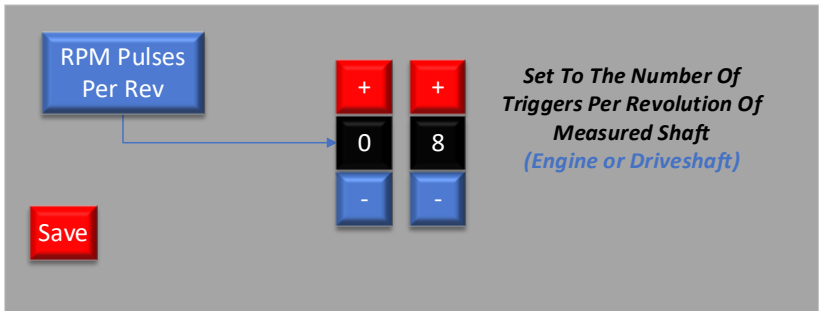 RPM Pulses
Per Rev
+ +
0 8
- -
Set To The Number Of
Triggers Per Revolution Of
Measured Shaft
(Engine or Driveshaft)
Save